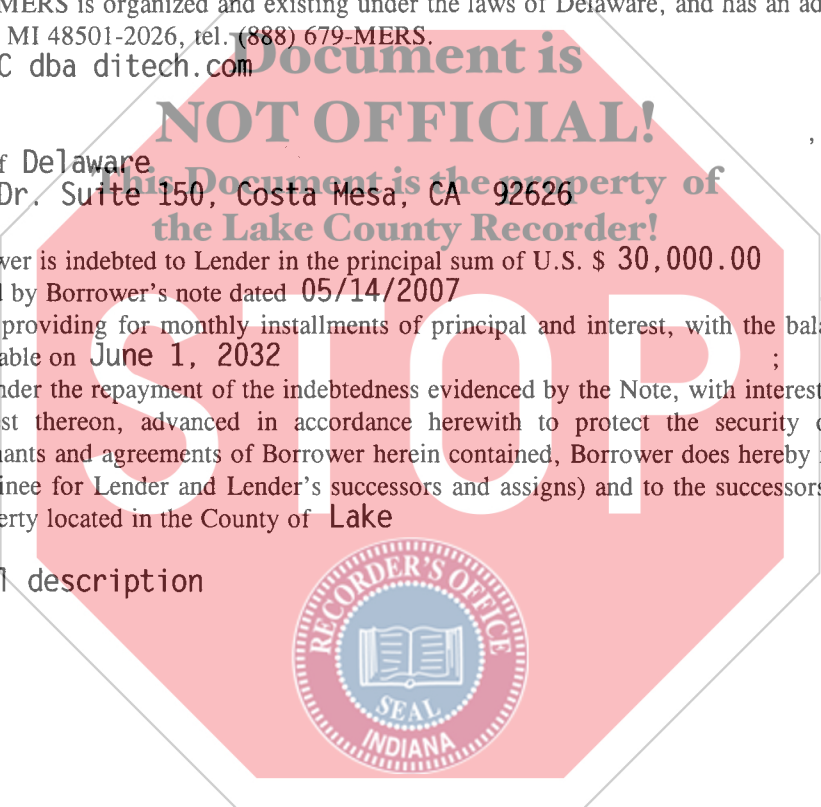 MERS is organized and existing under the laws of Delaware, and has an ad
MI 48501-2026, tel. (888) 679-MERS.
C dba ditech.com
Document is
NOT OFFICIAL!
,
f Delaware
This Document is the property of
Dr. Suite 150, Costa Mesa, CA 92626
the Lake County Recorder!
wer is indebted to Lender in the principal sum of U.S. $ 30,000.00
d by Borrower's note dated 05/14/2007
providing for monthly installments of principal and interest, with the bala
able on June 1, 2032 ;
nder the repayment of the indebtedness evidenced by the Note, with interest
st thereon, advanced in accordance herewith to protect the security o
nants and agreements of Borrower herein contained, Borrower does hereby
inee for Lender and Lender's successors and assigns) and to the successors
erty located in the County of Lake
STOP
l description
RECORDER'S OFFICE
SEAL
INDIANA